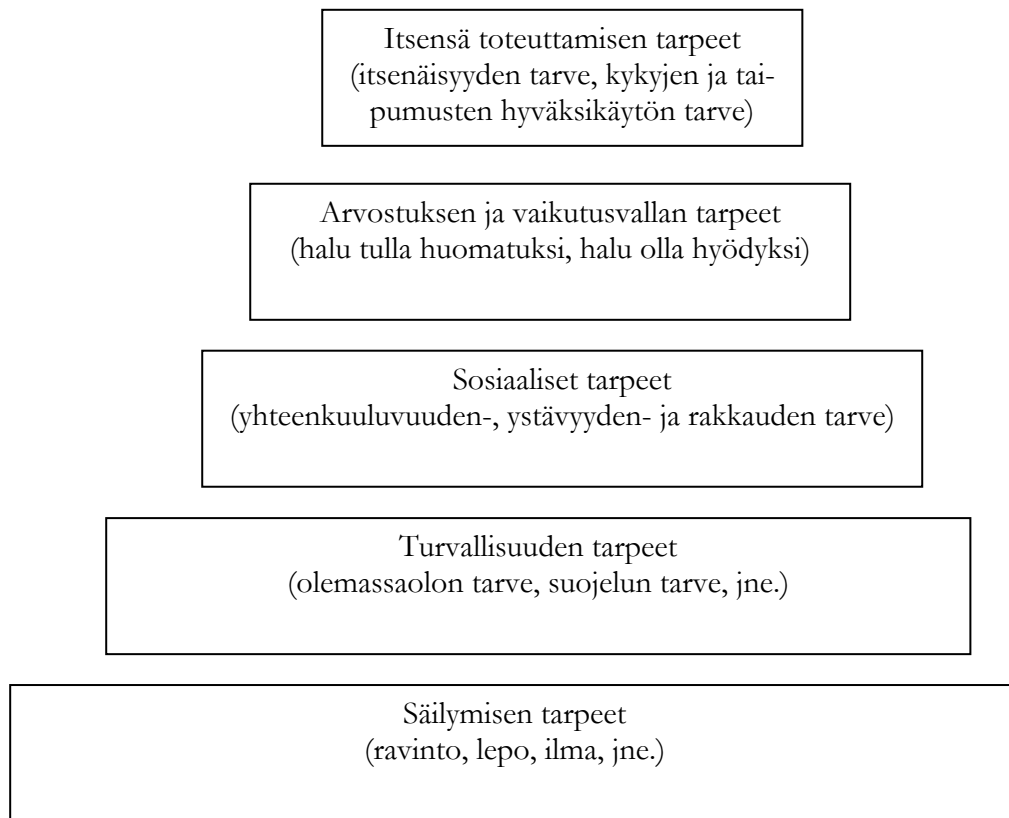 Itsensä toteuttamisen tarpeet
(itsenäisyyden tarve, kykyjen ja tai-
pumusten hyväksikäytön tarve)
Arvostuksen ja vaikutusvallan tarpeet
(halu tulla huomatuksi, halu olla hyödyksi)
Sosiaaliset tarpeet
(yhteenkuuluvuuden-, ystävyyden- ja rakkauden tarve)
Turvallisuuden tarpeet
(olemassaolon tarve, suojelun tarve, jne.)
Säilymisen tarpeet
(ravinto, lepo, ilma, jne.)